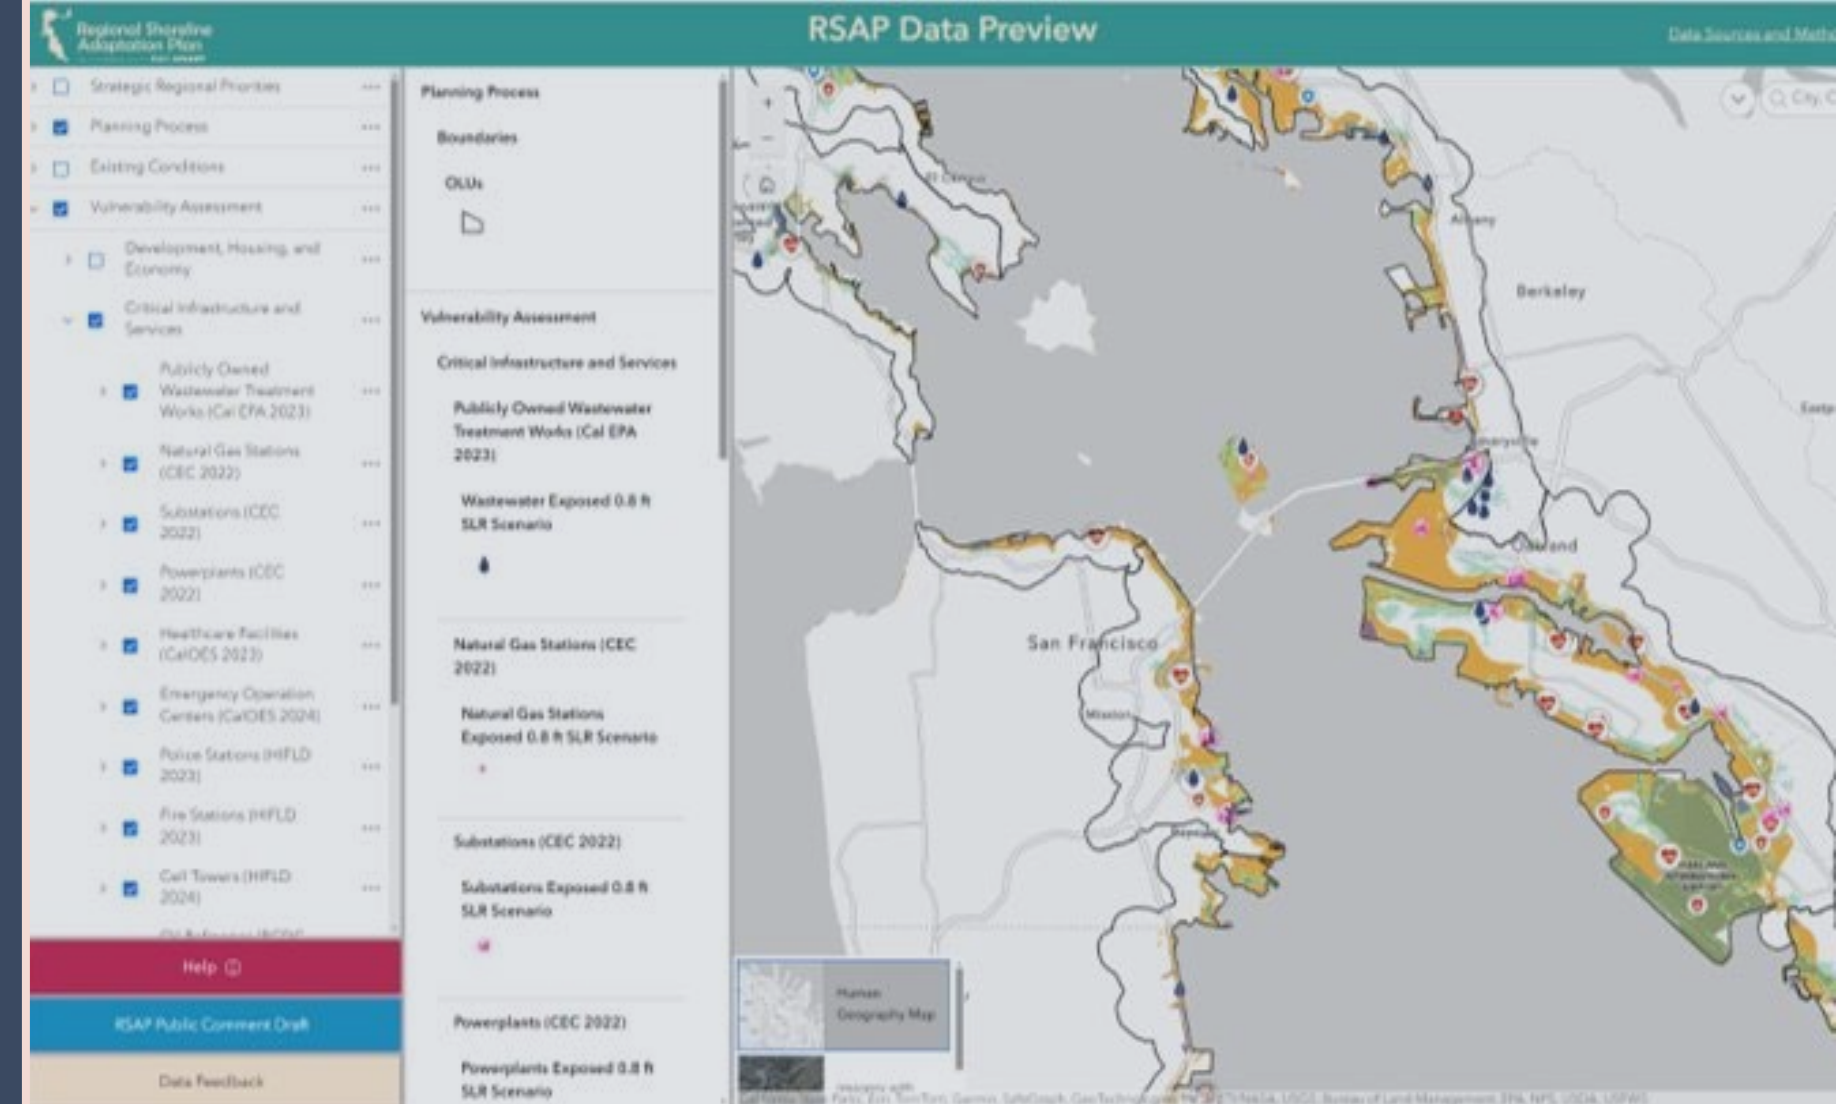 Regional Shoreline
Adaptation Plan
RSAP Data Preview
Data Sources and Metho
Strategic Regional Priorities
Planning Process
Existing Conditions
Vulnerability Assessment
Development, Housing, and
Economy
Critical Infrastructure and
Services
Publicly Owned
Wastewater Treatment
Works (Cal EPA 2023)
Natural Gas Stations
(CEC 2022)
Substations (CEC
2022)
Powerplants (CEC
2022)
Healthcare Facilities
(CalOES 2023)
Emergency Operation
Centers (CalOES 2024)
Police Stations (HIFLD
2023)
Fire Stations (HIFLD
2023)
Cell Towers (HIFLD
2024)
Help
RSAP Public Comment Draft
Data Feedback
Planning Process
Boundaries
OLUs
Vulnerability Assessment
Critical Infrastructure and Services
Publicly Owned Wastewater
Treatment Works (Cal EPA
2023)
Wastewater Exposed 0.8 ft
SLR Scenario
Natural Gas Stations (CEC
2022)
Natural Gas Stations
Exposed 0.8 ft SLR Scenario
Substations (CEC 2022)
Substations Exposed 0.8 ft
SLR Scenario
Powerplants (CEC 2022)
Powerplants Exposed 0.8 ft
SLR Scenario
+
−
City, C
Albany
Berkeley
Oakland
San Francisco
Mission
Human
Geography Map